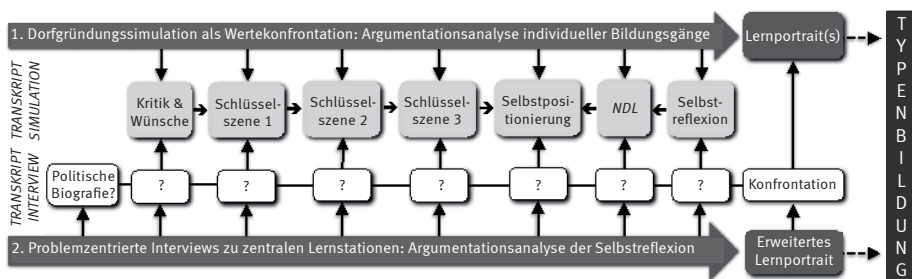 1. Dorfgründungssimulation als Wertekonfrontation: Argumentationsanalyse individueller Bildungsgänge
Lernportrait(s)
TRANSKRIPT
SIMULATION
Kritik &
Wünsche
Schlüssel-
szene 1
Schlüssel-
szene 2
Schlüssel-
szene 3
Selbstposi-
tionierung
NDL
Selbst-
reflexion
TRANSKRIPT
INTERVIEW
Politische
Biografie?
?
?
?
?
?
?
?
Konfrontation
2. Problemzentrierte Interviews zu zentralen Lernstationen: Argumentationsanalyse der Selbstreflexion
Erweitertes
Lernportrait
TYPENBILDUNG